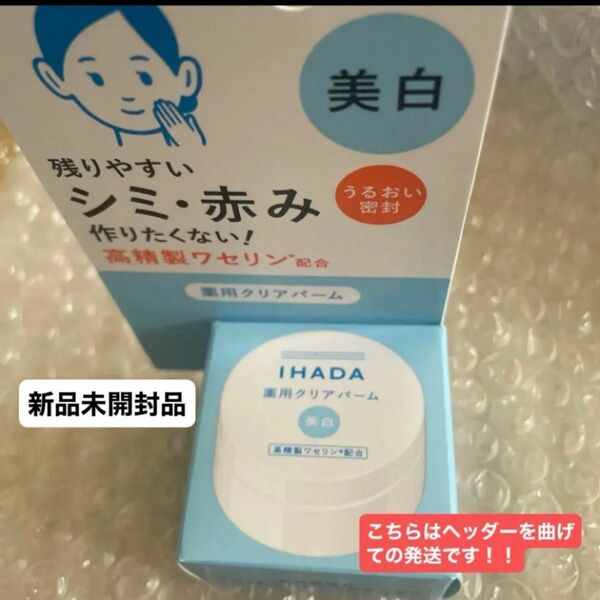 美白
残りやすい
シミ・赤み
作りたくない!
うるおい
密封
高精製ワセリン*配合
薬用クリアバーム
IHADA
薬用クリアバーム
美白
高精製ワセリン*配合
新品未開封品
こちらはヘッダーを曲げ
ての発送です！！